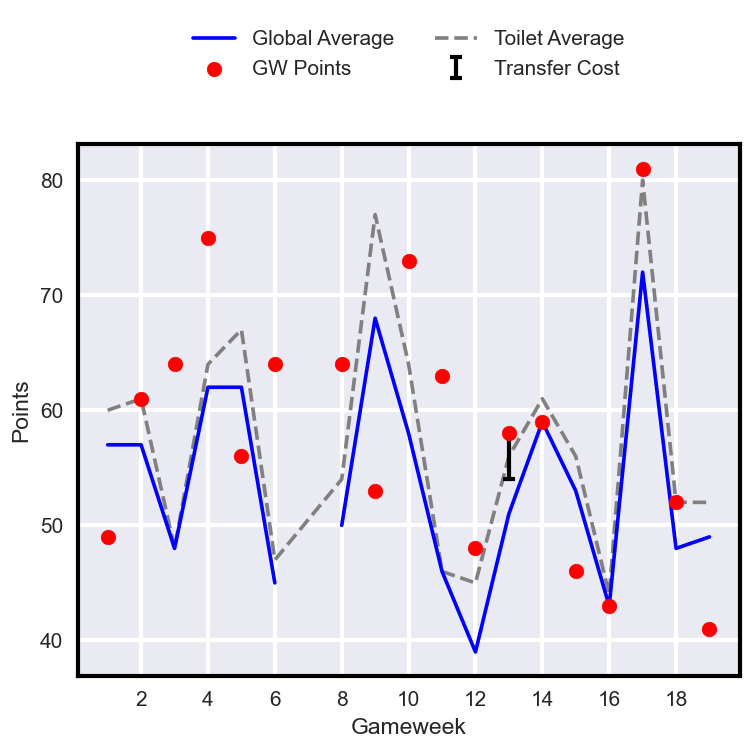 Global Average
Toilet Average
GW Points
Transfer Cost
80
70
60
50
40
Points
2 4 6 8 10 12 14 16 18
Gameweek